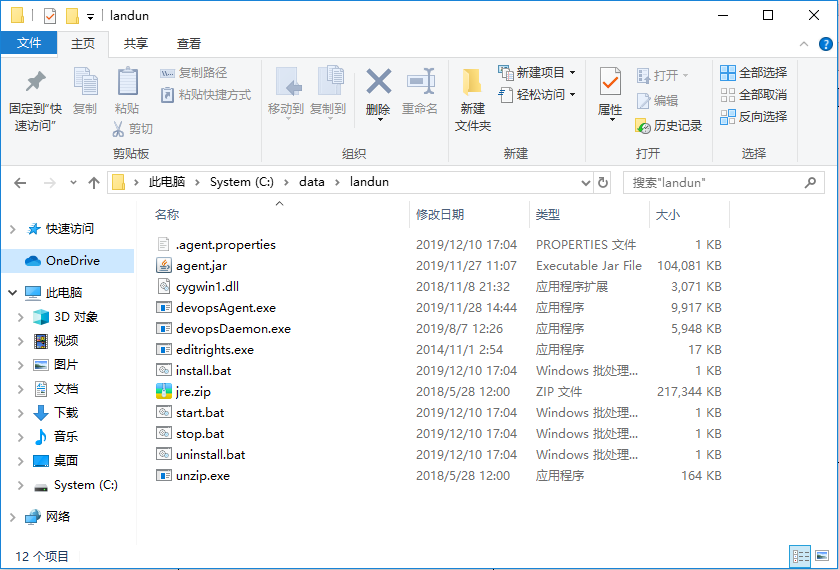 landun
文件 主页 共享 查看
固定到"快速访问" 复制 粘贴 复制路径 粘贴快捷方式 剪切
移动到 复制到 删除 重命名
新建文件夹 新建项目 轻松访问
属性 打开 编辑 历史记录
全部选择 全部取消 反向选择
剪贴板 组织 新建 打开 选择
此电脑 System (C:) data landun 搜索"landun"
快速访问
OneDrive
此电脑
3D 对象
视频
图片
文档
下载
音乐
桌面
System (C:)
网络
名称 修改日期 类型 大小
.agent.properties 2019/12/10 17:04 PROPERTIES 文件 1 KB
agent.jar 2019/11/27 11:07 Executable Jar File 104,081 KB
cygwin1.dll 2018/11/8 21:32 应用程序扩展 3,071 KB
devopsAgent.exe 2019/11/28 14:44 应用程序 9,917 KB
devopsDaemon.exe 2019/8/7 12:26 应用程序 5,948 KB
editrights.exe 2014/11/1 2:54 应用程序 17 KB
install.bat 2019/12/10 17:04 Windows 批处理... 1 KB
jre.zip 2018/5/28 12:00 ZIP 文件 217,344 KB
start.bat 2019/12/10 17:04 Windows 批处理... 1 KB
stop.bat 2019/12/10 17:04 Windows 批处理... 1 KB
uninstall.bat 2019/12/10 17:04 Windows 批处理... 1 KB
unzip.exe 2018/5/28 12:00 应用程序 164 KB
12 个项目